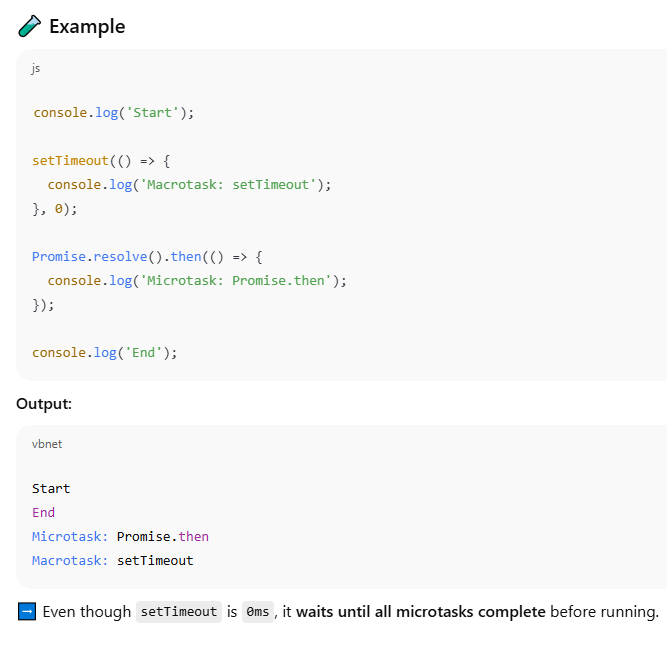 🧪 Example
js
console.log('Start');
setTimeout(() => {
  console.log('Macrotask: setTimeout');
}, 0);
Promise.resolve().then(() => {
  console.log('Microtask: Promise.then');
});
console.log('End');
Output:
vbnet
Start
End
Microtask: Promise.then
Macrotask: setTimeout
➡️ Even though setTimeout is 0ms, it waits until all microtasks complete before running.